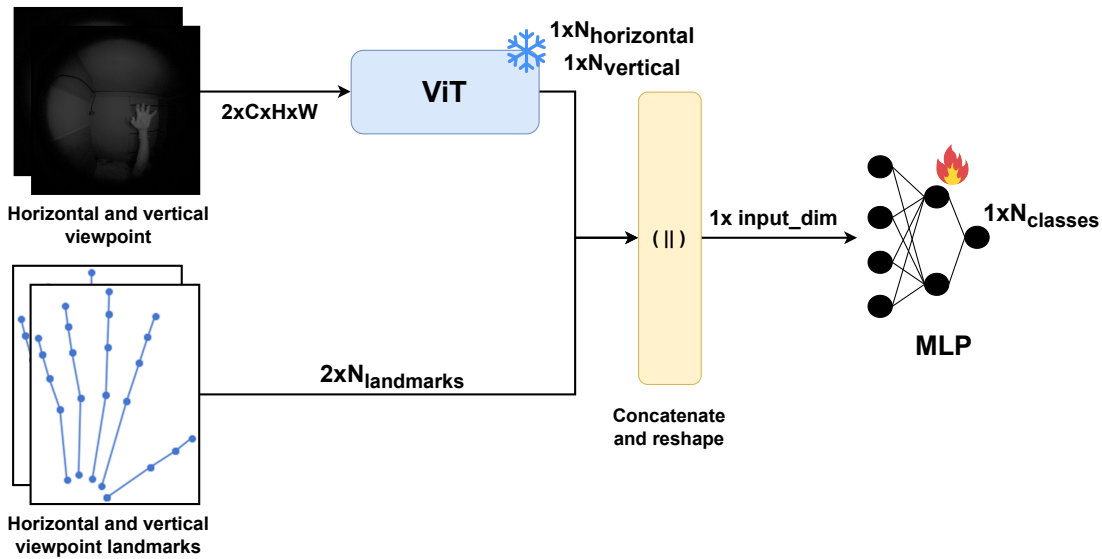 Horizontal and vertical
viewpoint
2xCxHxW
ViT
1xNhorizontal
1xNvertical
Horizontal and vertical
viewpoint landmarks
2xNlandmarks
( || )
Concatenate
and reshape
1x input_dim
MLP
1xNclasses